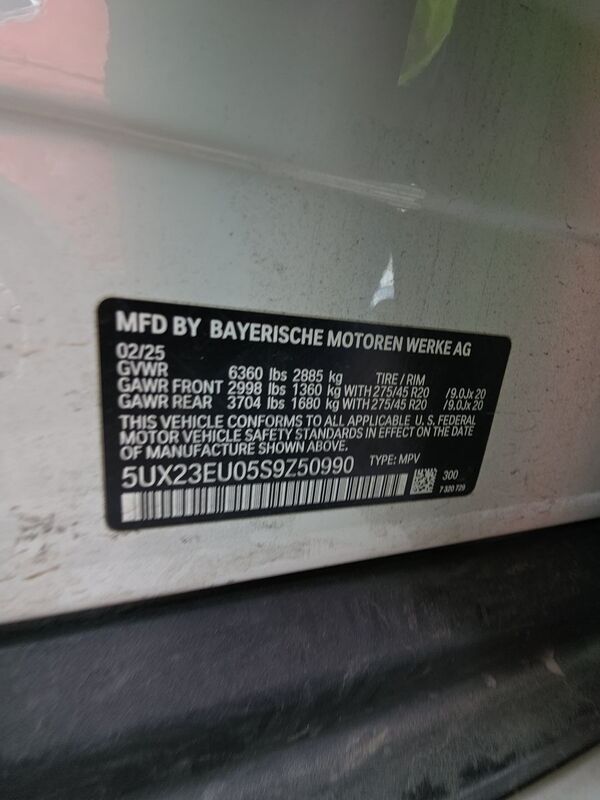 MFD BY BAYERISCHE MOTOREN WERKE AG
02/25
GVWR 6360 lbs 2885 kg TIRE / RIM
GAWR FRONT 2998 lbs 1360 kg WITH 275/45 R20 /9.0Jx 20
GAWR REAR 3704 lbs 1680 kg WITH 275/45 R20 /9.0Jx 20
THIS VEHICLE CONFORMS TO ALL APPLICABLE U. S. FEDERAL
MOTOR VEHICLE SAFETY STANDARDS IN EFFECT ON THE DATE
OF MANUFACTURE SHOWN ABOVE.
5UX23EU05S9Z50990 TYPE: MPV
300
7 320 729